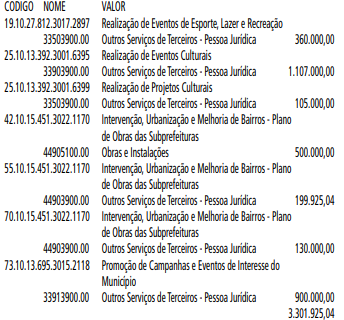 CODIGO NOME VALOR
19.10.27.812.3017.2897 Realização de Eventos de Esporte, Lazer e Recreação
33503900.00 Outros Serviços de Terceiros - Pessoa Jurídica 360.000,00
25.10.13.392.3001.6395 Realização de Eventos Culturais
33903900.00 Outros Serviços de Terceiros - Pessoa Jurídica 1.107.000,00
25.10.13.392.3001.6399 Realização de Projetos Culturais
33503900.00 Outros Serviços de Terceiros - Pessoa Jurídica 105.000,00
42.10.15.451.3022.1170 Intervenção, Urbanização e Melhoria de Bairros - Plano
de Obras das Subprefeituras
44905100.00 Obras e Instalações 500.000,00
55.10.15.451.3022.1170 Intervenção, Urbanização e Melhoria de Bairros - Plano
de Obras das Subprefeituras
44903900.00 Outros Serviços de Terceiros - Pessoa Jurídica 199.925,04
70.10.15.451.3022.1170 Intervenção, Urbanização e Melhoria de Bairros - Plano
de Obras das Subprefeituras
44903900.00 Outros Serviços de Terceiros - Pessoa Jurídica 130.000,00
73.10.13.695.3015.2118 Promoção de Campanhas e Eventos de Interesse do
Município
33913900.00 Outros Serviços de Terceiros - Pessoa Jurídica 900.000,00
3.301.925,04